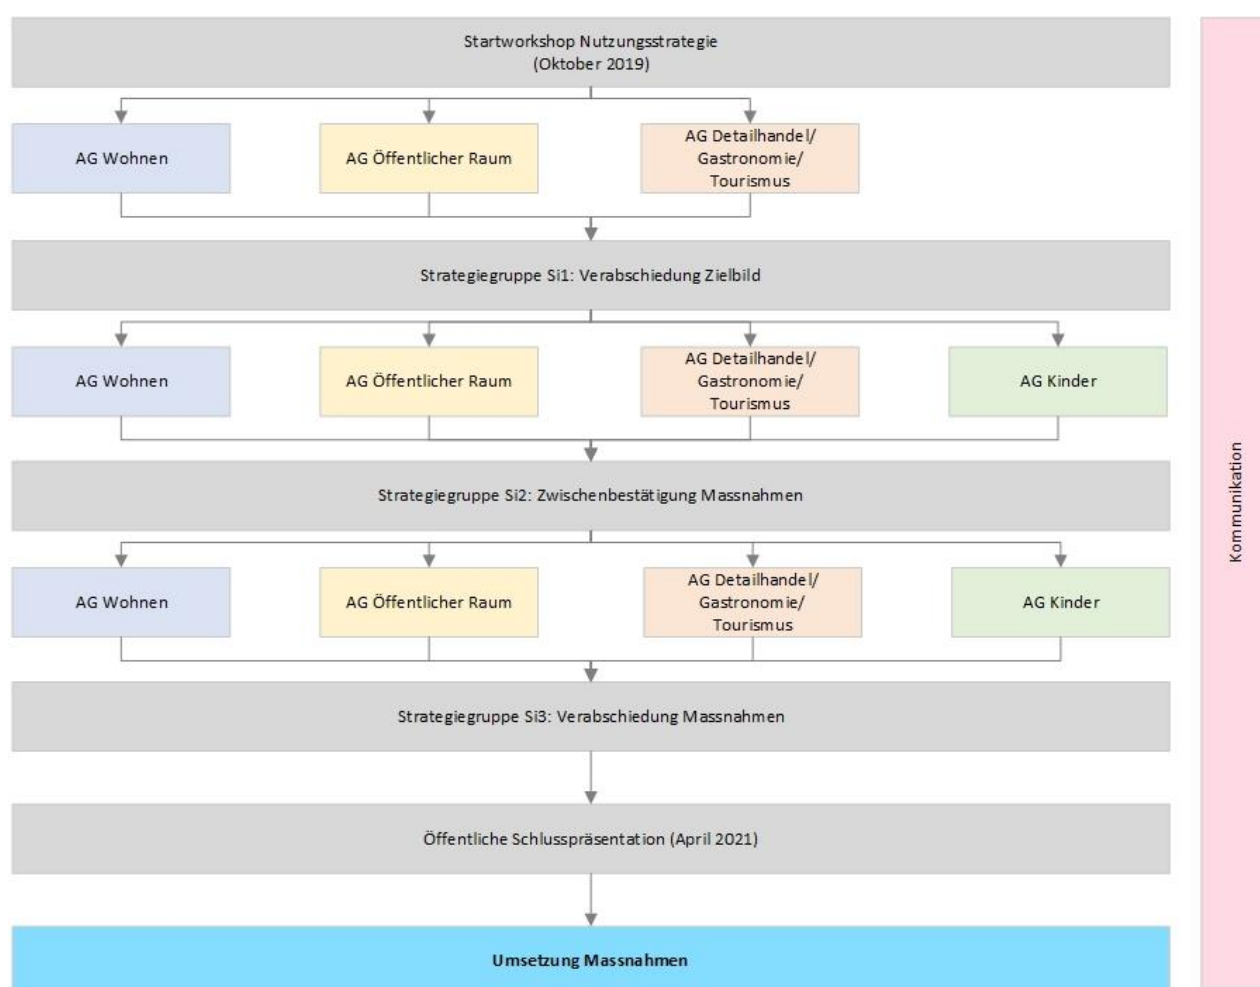 Startworkshop Nutzungsstrategie
(Oktober 2019)
AG Wohnen
AG Öffentlicher Raum
AG Detailhandel/
Gastronomie/
Tourismus
Strategiegruppe Si1: Verabschiedung Zielbild
AG Wohnen
AG Öffentlicher Raum
AG Detailhandel/
Gastronomie/
Tourismus
AG Kinder
Strategiegruppe Si2: Zwischenbestätigung Massnahmen
AG Wohnen
AG Öffentlicher Raum
AG Detailhandel/
Gastronomie/
Tourismus
AG Kinder
Strategiegruppe Si3: Verabschiedung Massnahmen
Öffentliche Schlusspräsentation (April 2021)
Umsetzung Massnahmen
Kommunikation